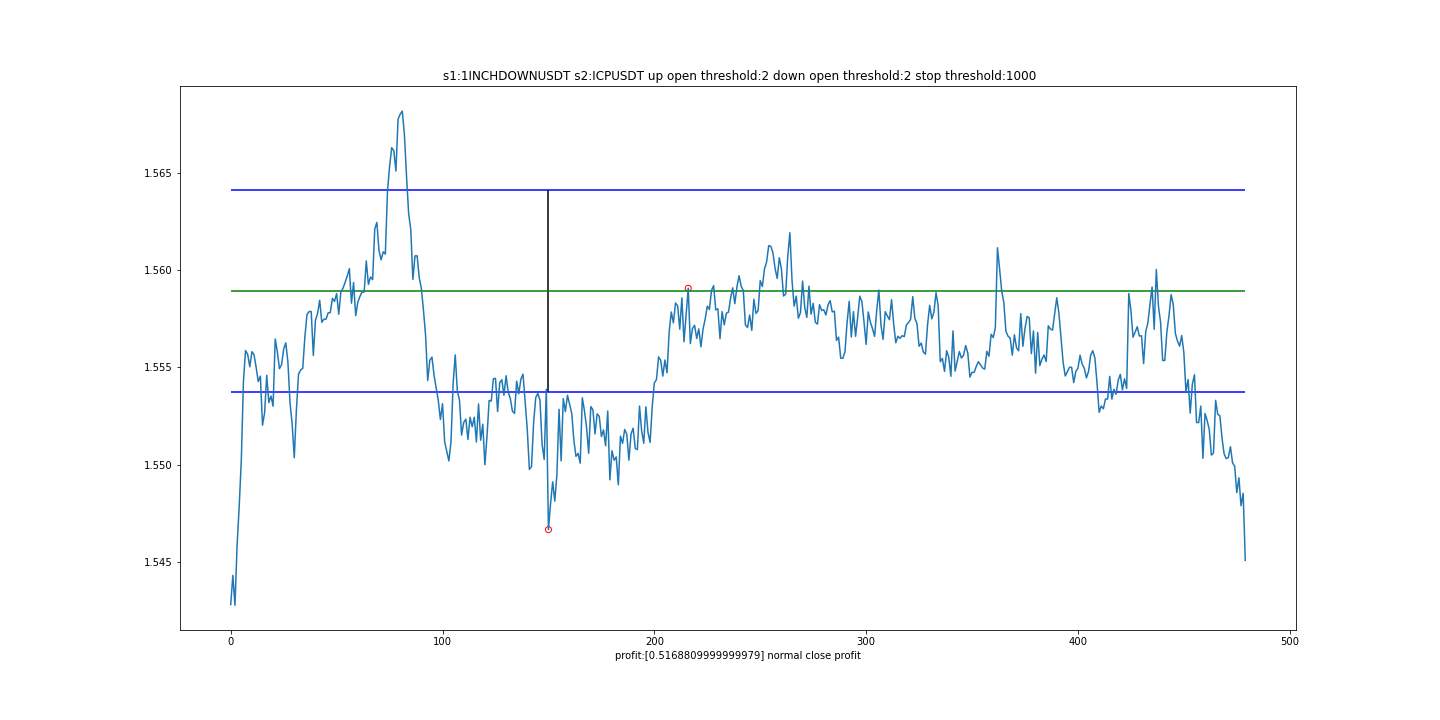 s1:1INCHDOWNUSDT s2:ICPUSDT up open threshold:2 down open threshold:2 stop threshold:1000
1.565
1.560
1.555
1.550
1.545
0 100 200 300 400 500
profit:[0.5168809999999979] normal close profit